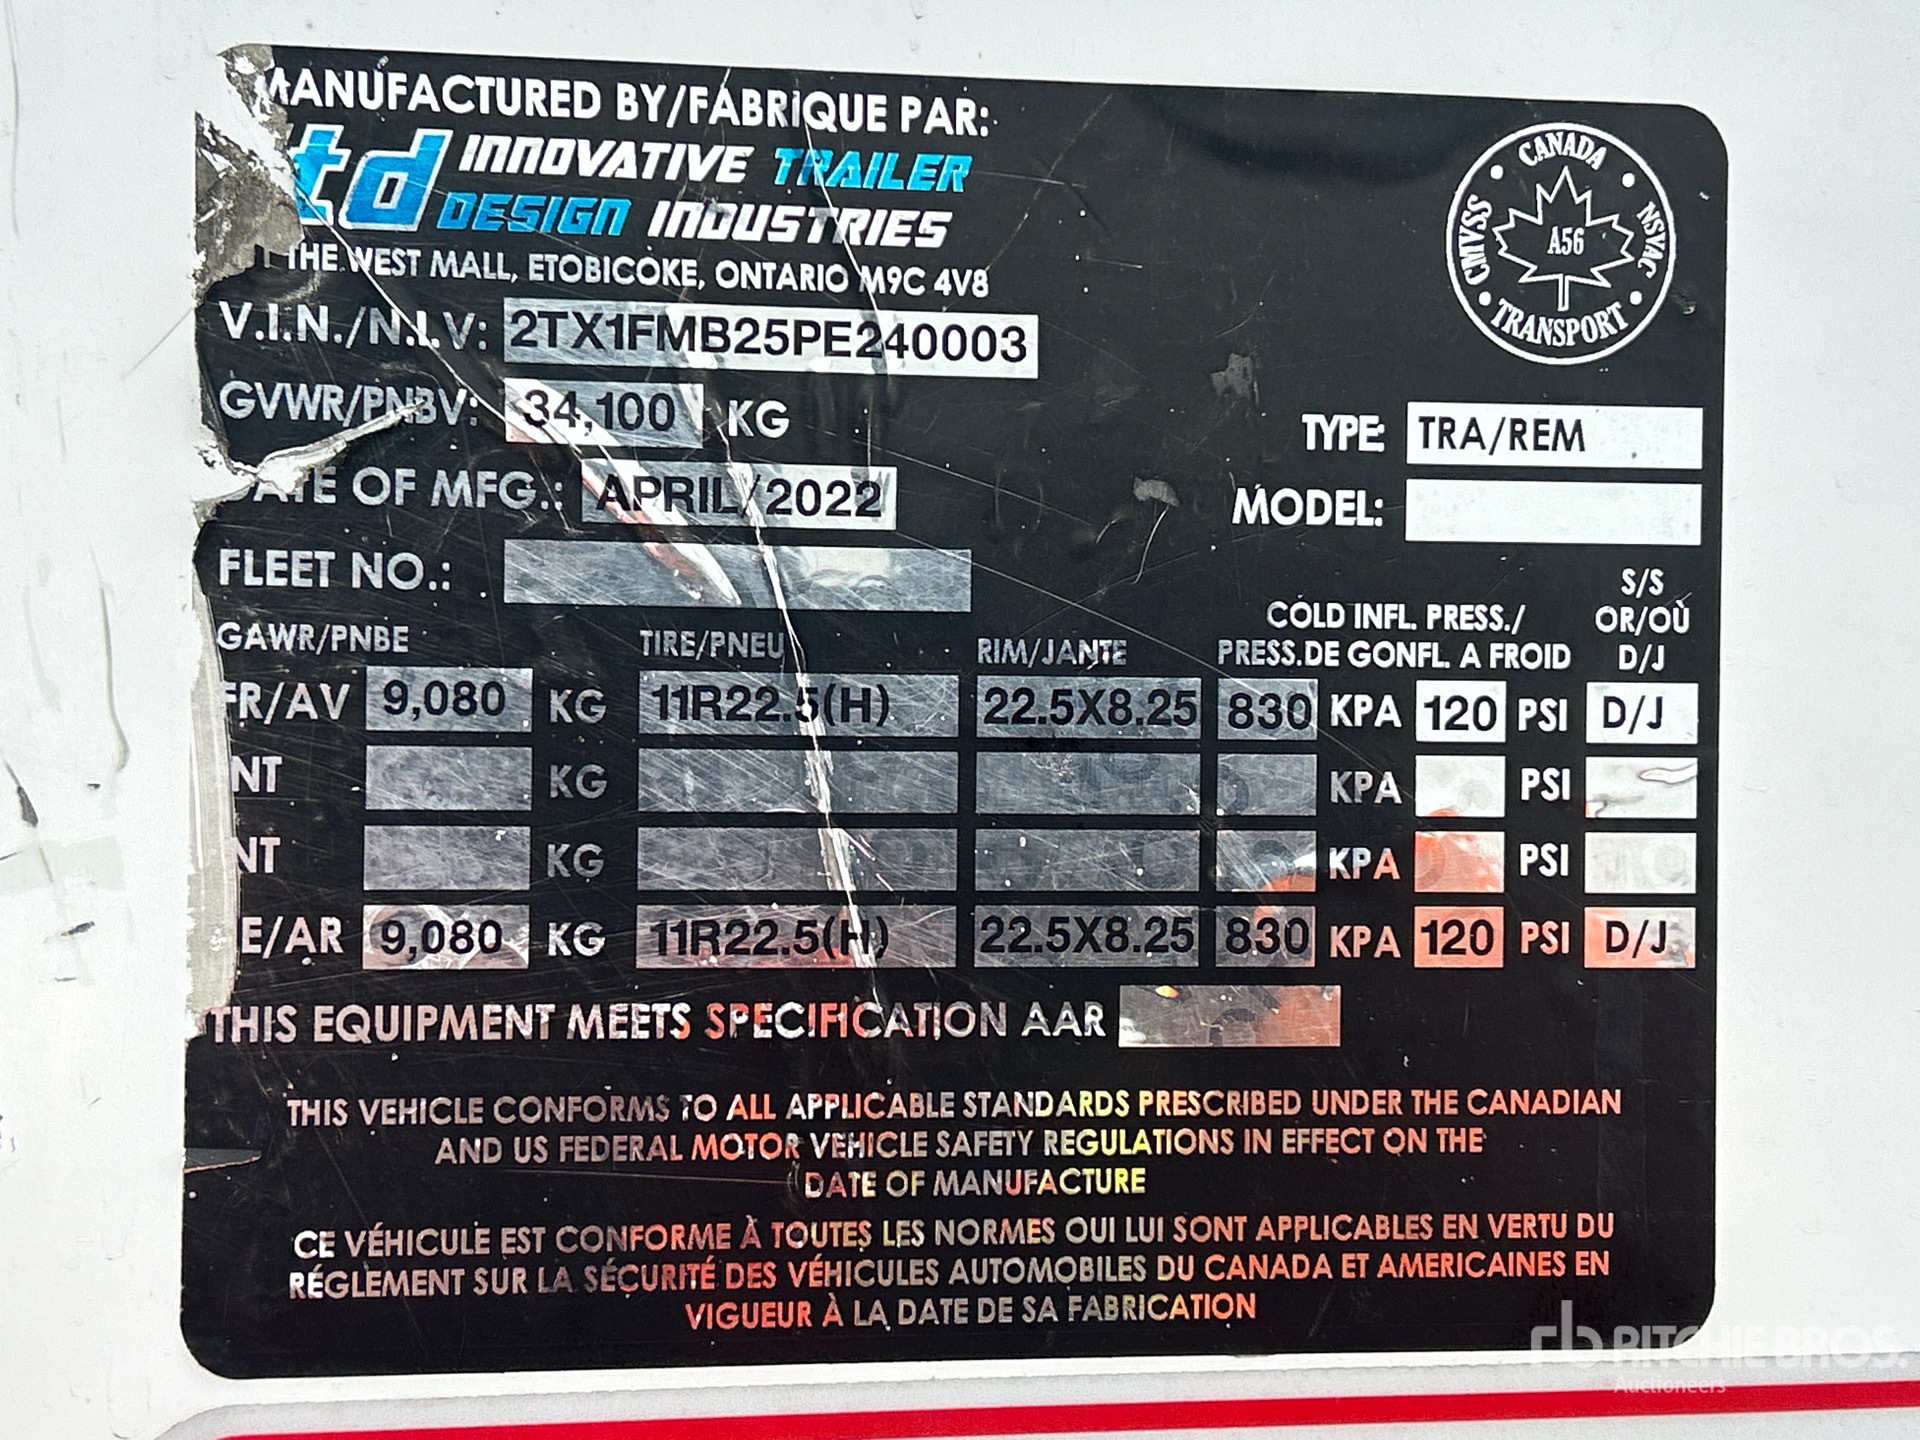 MANUFACTURED BY/FABRIQUE PAR:
td INNOVATIVE TRAILER
DESIGN INDUSTRIES
THE WEST MALL, ETOBICOKE, ONTARIO M9C 4V8
V.I.N./N.I.V: 2TX1FMB25PE240003
GVWR/PNBV: 34,100 KG
DATE OF MFG.: APRIL/2022
FLEET NO.:
CANADA
CMVSS
A56
NSVAC
TRANSPORT
TYPE: TRA/REM
MODEL:
GAWR/PNBE TIRE/PNEU RIM/JANTE COLD INFL. PRESS./ PRESS.DE GONFL. A FROID S/S OR/OÙ D/J
FR/AV 9,080 KG 11R22.5(H) 22.5X8.25 830 KPA 120 PSI D/J
NT KG KPA PSI
NT KG KPA PSI
E/AR 9,080 KG 11R22.5(H) 22.5X8.25 830 KPA 120 PSI D/J
THIS EQUIPMENT MEETS SPECIFICATION AAR
THIS VEHICLE CONFORMS TO ALL APPLICABLE STANDARDS PRESCRIBED UNDER THE CANADIAN
AND US FEDERAL MOTOR VEHICLE SAFETY REGULATIONS IN EFFECT ON THE
DATE OF MANUFACTURE
CE VÉHICULE EST CONFORME À TOUTES LES NORMES QUI LUI SONT APPLICABLES EN VERTU DU
RÉGLEMENT SUR LA SÉCURITÉ DES VÉHICULES AUTOMOBILES DU CANADA ET AMERICAINES EN
VIGUEUR À LA DATE DE SA FABRICATION
rb RITCHIE BROS.
Auctioneers